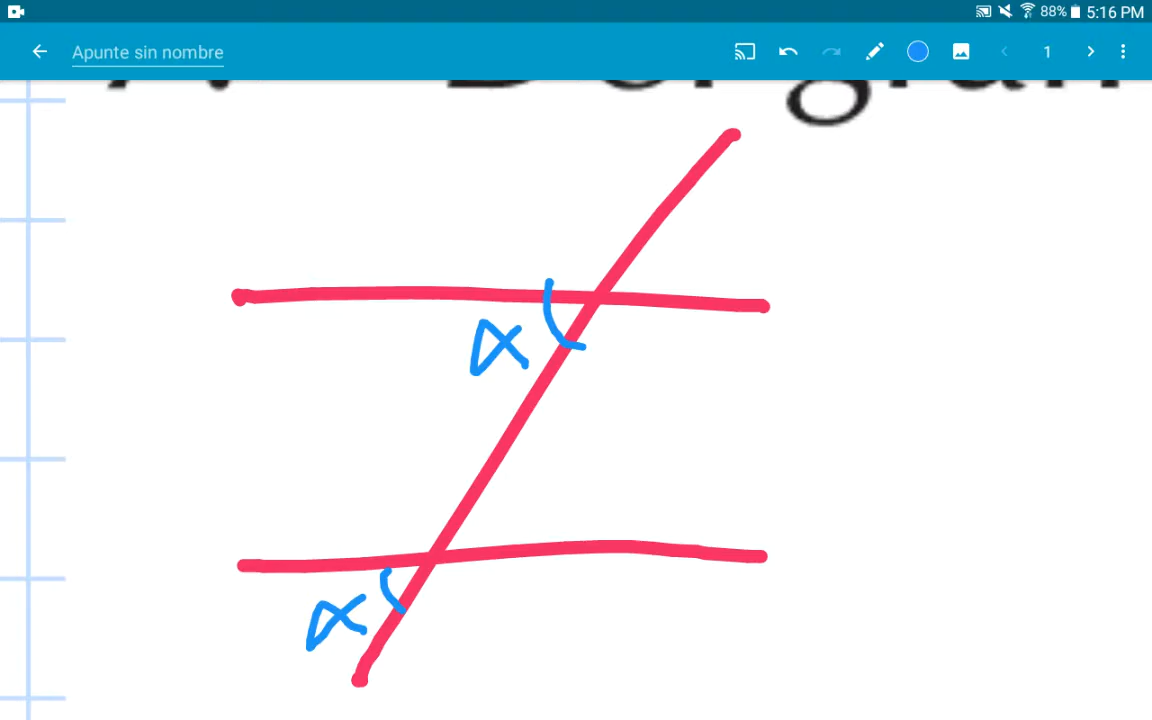 88% 5:16 PM
Apunte sin nombre 1
α
α